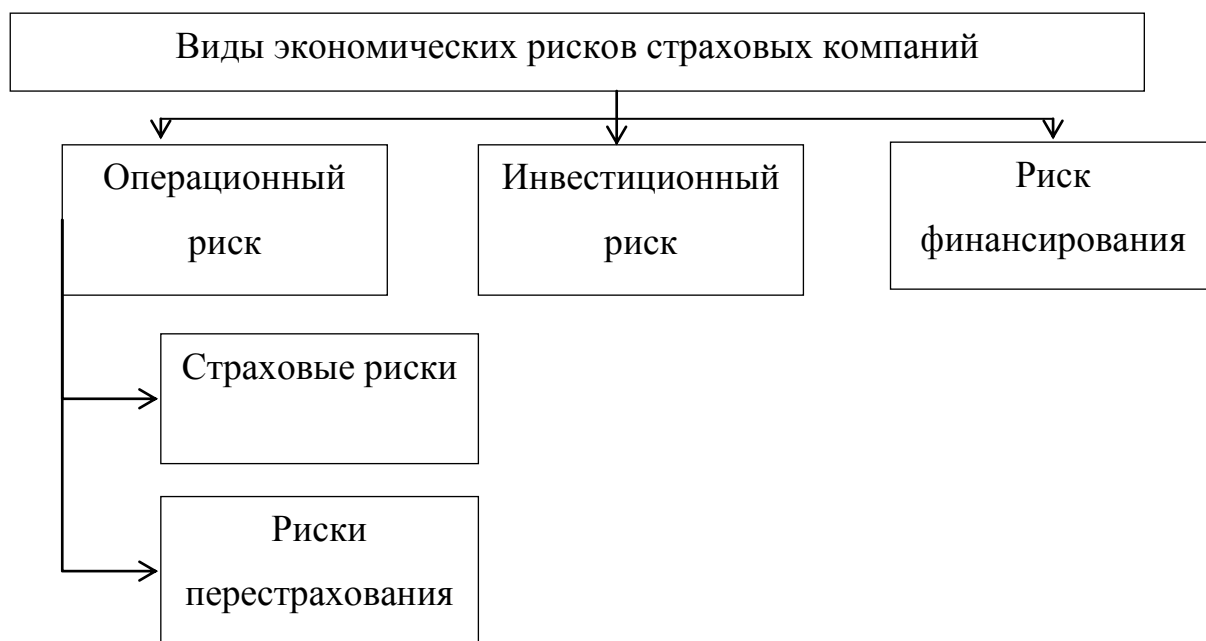 Виды экономических рисков страховых компаний
Операционный
риск
Инвестиционный
риск
Риск
финансирования
Страховые риски
Риски
перестрахования